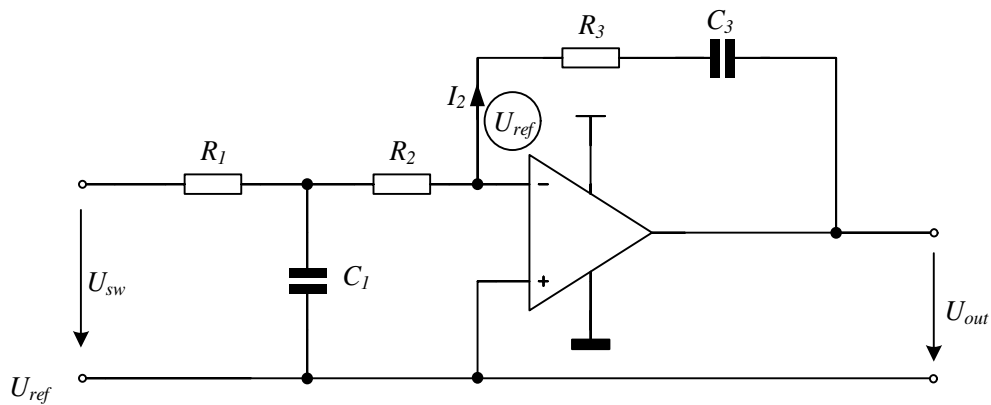 R3
C3
I2
Uref
R1
R2
-
Usw
C1
+
Uout
Uref